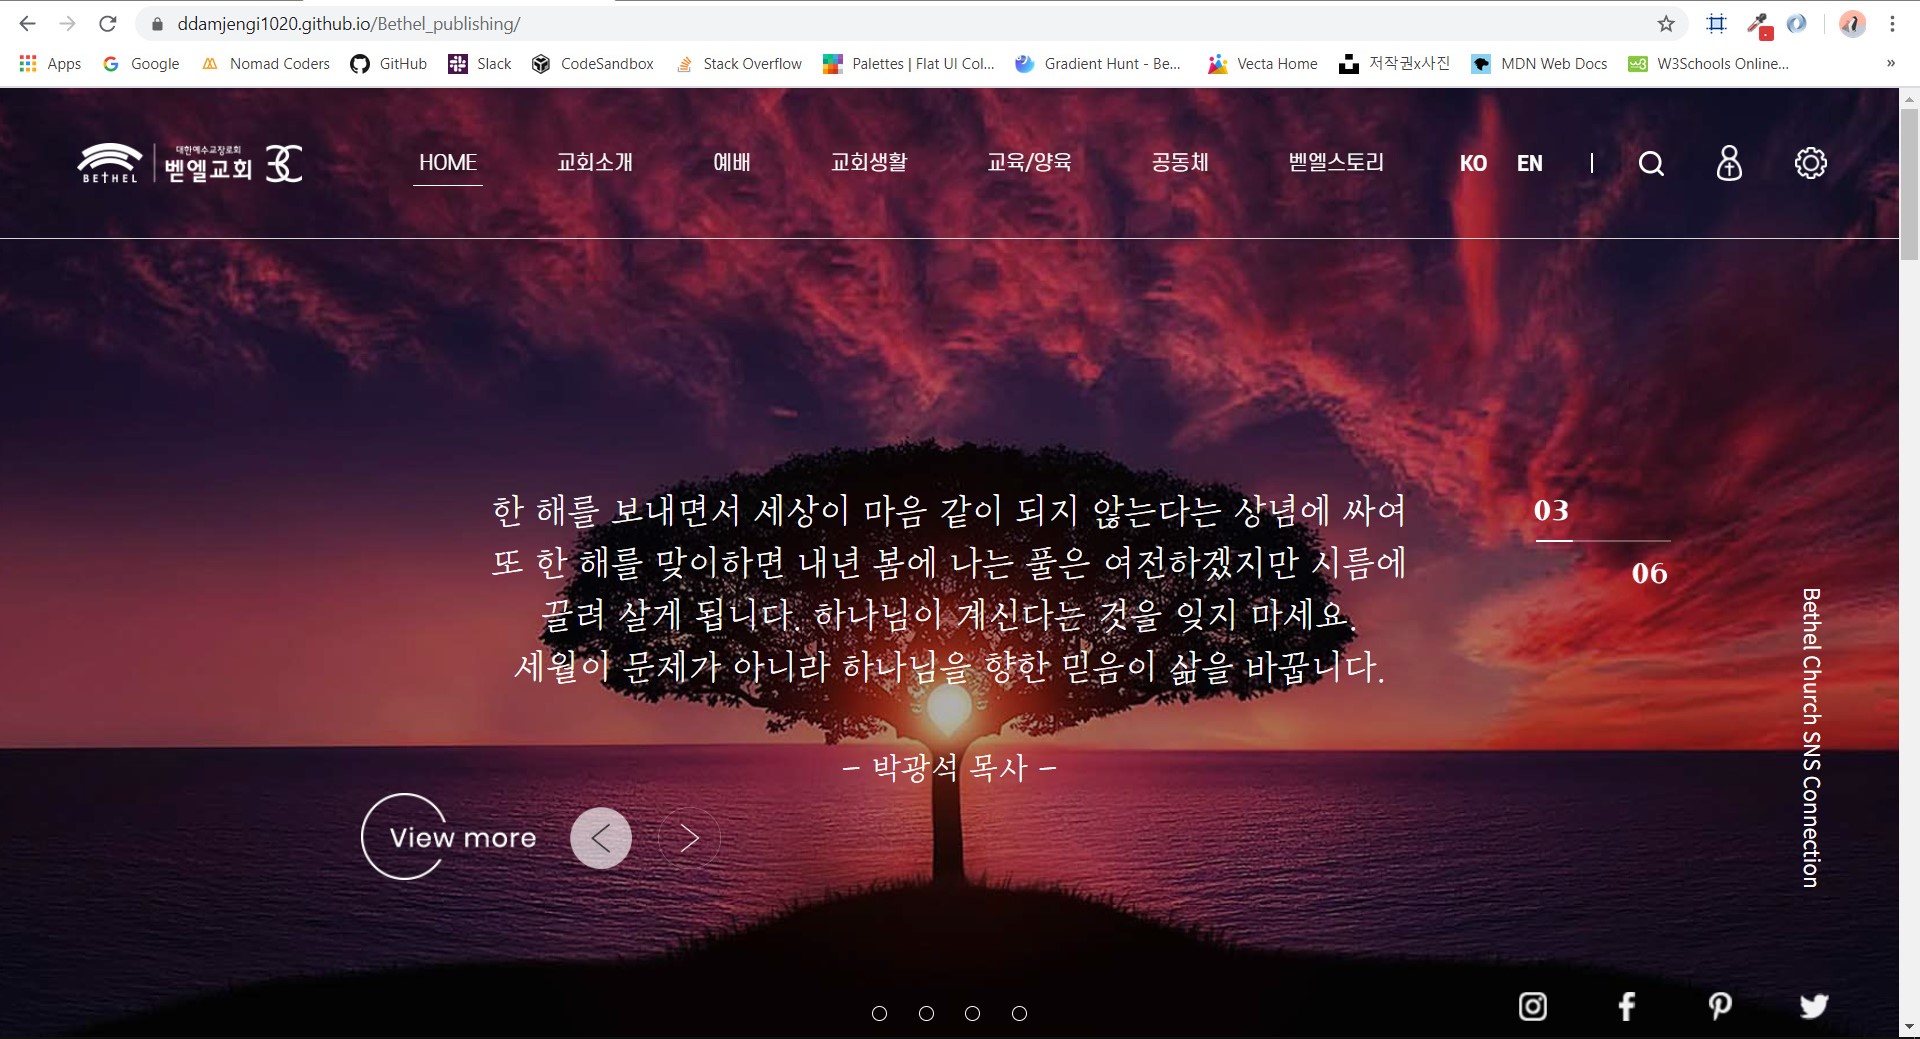 ddamjengi1020.github.io/Bethel_publishing/
Apps Google Nomad Coders GitHub Slack CodeSandbox Stack Overflow Palettes | Flat UI Col... Gradient Hunt - Be... Vecta Home 저작권x사진 MDN Web Docs W3Schools Online... »
BETHEL
대한예수교장로회
벧엘교회
HOME 교회소개 예배 교회생활 교육/양육 공동체 벧엘스토리 KO EN |
한 해를 보내면서 세상이 마음 같이 되지 않는다는 상념에 싸여
또 한 해를 맞이하면 내년 봄에 나는 풀은 여전하겠지만 시름에
끌려 살게 됩니다. 하나님이 계신다는 것을 잊지 마세요.
세월이 문제가 아니라 하나님을 향한 믿음이 삶을 바꿉니다.
- 박광석 목사 -
03
06
View more
Bethel Church SNS Connection